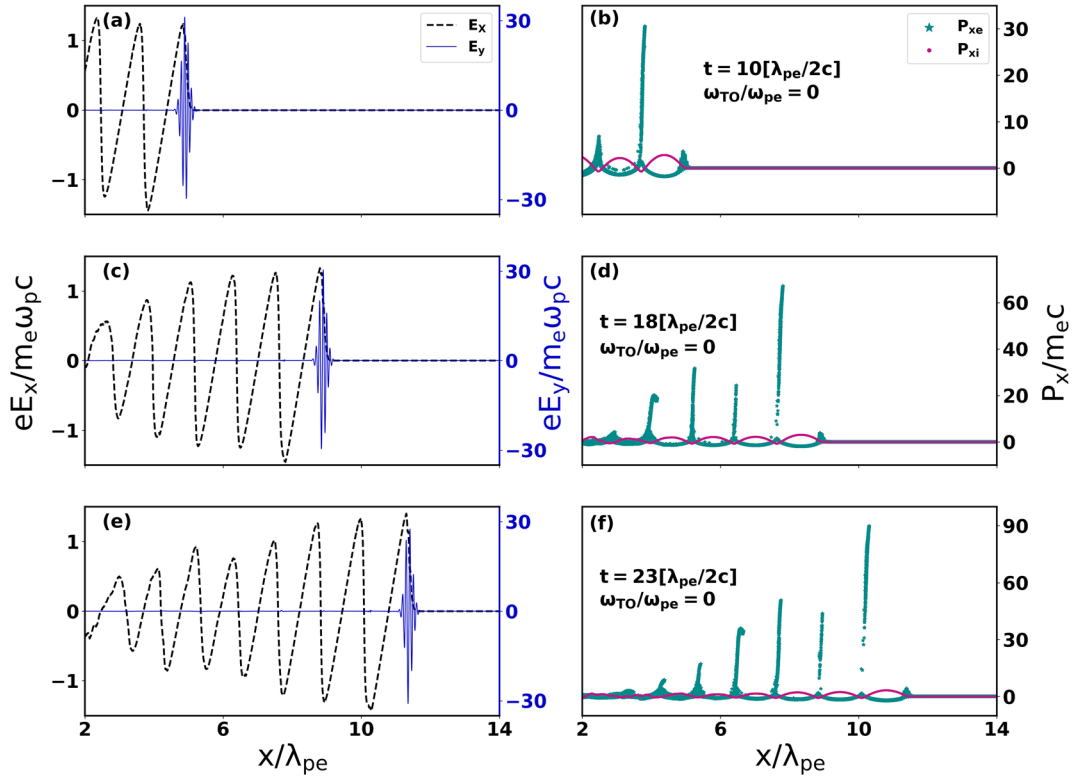 (a)
E_x
E_y
1
0
−1
30
0
−30
(b)
P_xe
P_xi
t = 10[λ_pe/2c]
ω_TO/ω_pe = 0
30
20
10
0
(c)
1
0
−1
30
0
−30
(d)
t = 18[λ_pe/2c]
ω_TO/ω_pe = 0
60
40
20
0
eE_x/m_eω_pc
eE_y/m_eω_pc
P_x/m_ec
(e)
1
0
−1
30
0
−30
2 6 10 14
x/λ_pe
(f)
t = 23[λ_pe/2c]
ω_TO/ω_pe = 0
90
60
30
0
2 6 10 14
x/λ_pe